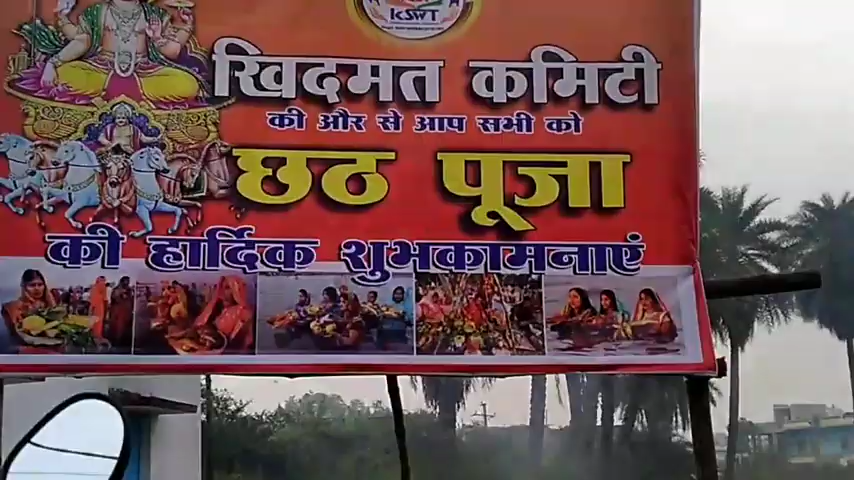 KSWT
खिदमत कमिटी
की और से आप सभी को
छठ पूजा
की हार्दिक शुभकामनाएं